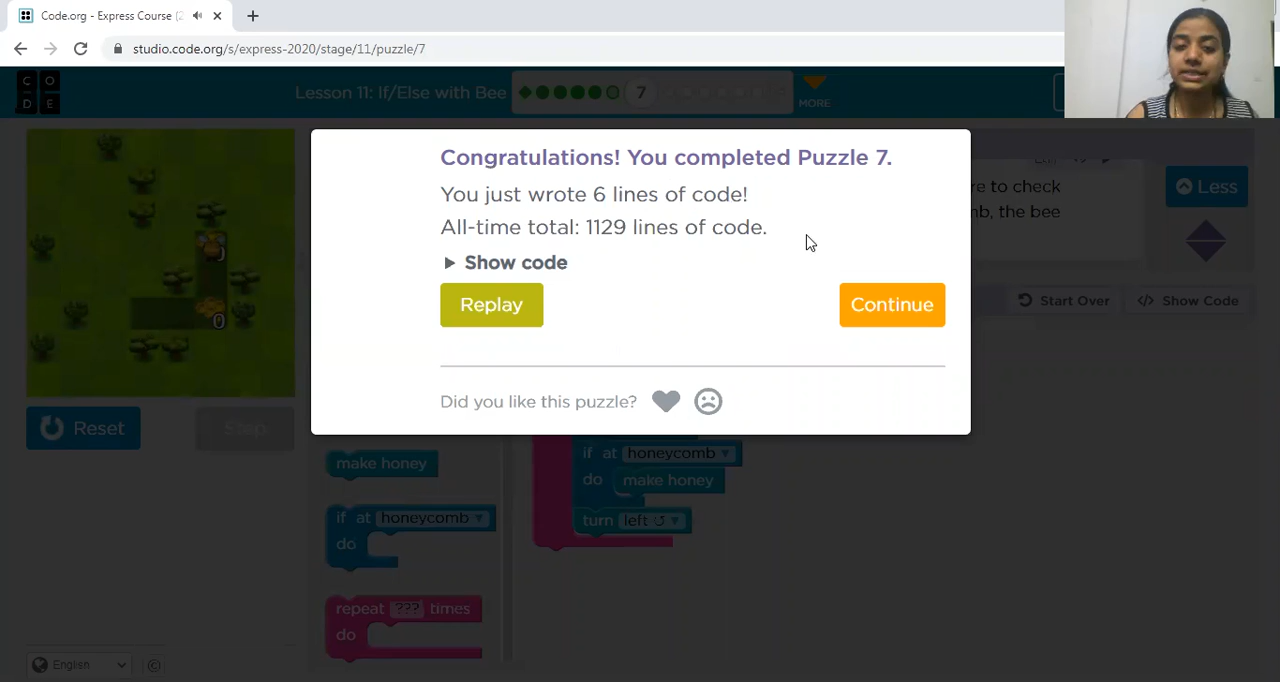 Code.org - Express Course (2
studio.code.org/s/express-2020/stage/11/puzzle/7
C O
D E
Lesson 11: If/Else with Bee
7
MORE
Congratulations! You completed Puzzle 7.
You just wrote 6 lines of code!
All-time total: 1129 lines of code.
Show code
Replay
Continue
Did you like this puzzle?
re to check
mb, the bee
Less
Start Over
</> Show Code
0
Reset
Step
make honey
if at honeycomb
do
repeat ??? times
do
if at honeycomb
do make honey
turn left
English
©